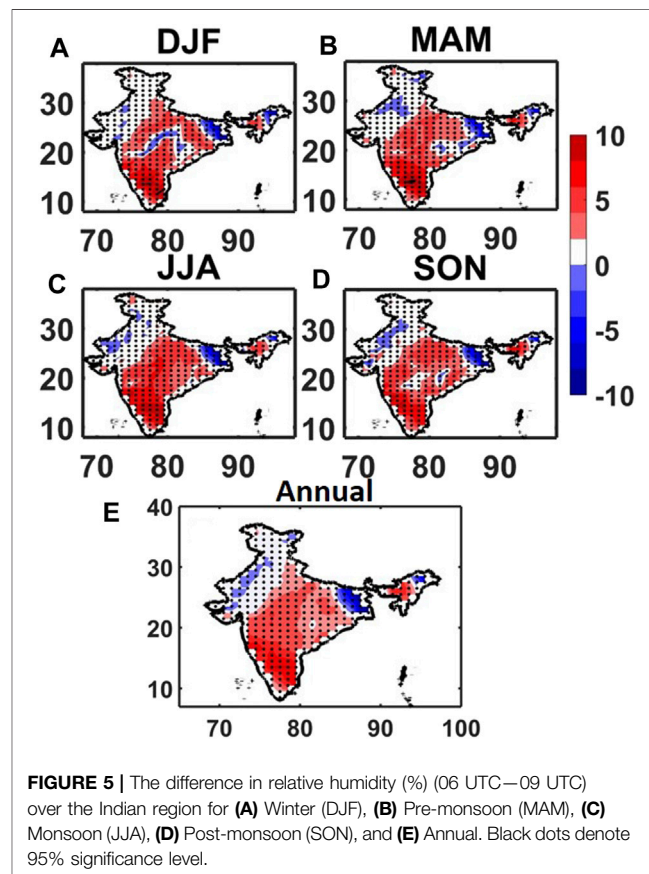 A DJF
B MAM
30
20
10
70 80 90
30
20
10
70 80 90
10
5
0
-5
-10
C JJA
D SON
30
20
10
70 80 90
30
20
10
70 80 90
Annual
E
40
30
20
10
70 80 90 100
FIGURE 5 | The difference in relative humidity (%) (06 UTC—09 UTC)
over the Indian region for (A) Winter (DJF), (B) Pre-monsoon (MAM), (C)
Monsoon (JJA), (D) Post-monsoon (SON), and (E) Annual. Black dots denote
95% significance level.